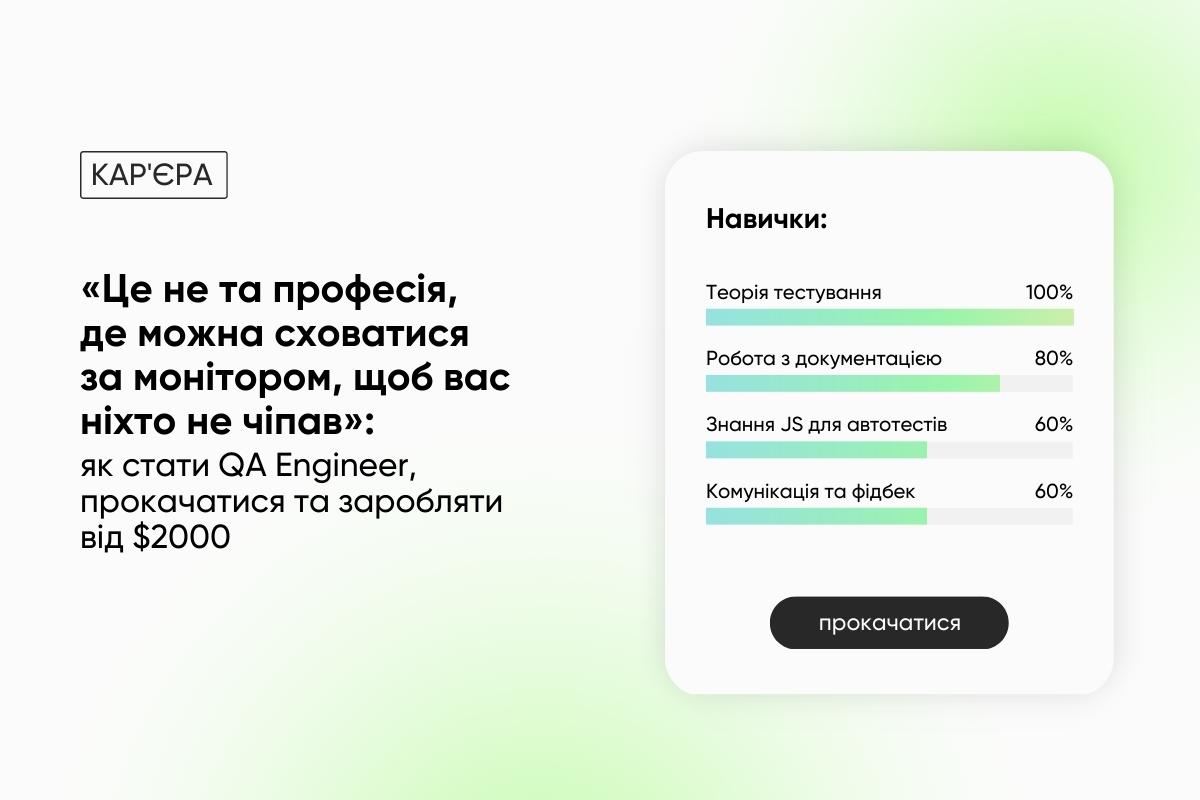 КАР'ЄРА
«Це не та професія,
де можна сховатися
за монітором, щоб вас
ніхто не чіпав»:
як стати QA Engineer,
прокачатися та заробляти
від $2000
Навички:
Теорія тестування 100%
Робота з документацією 80%
Знання JS для автотестів 60%
Комунікація та фідбек 60%
прокачатися